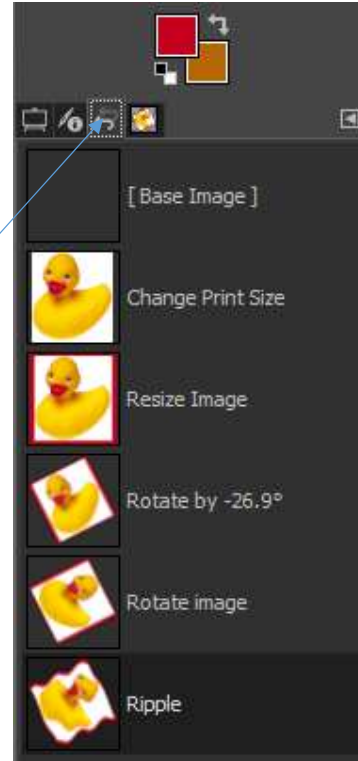 [ Base Image ]
Change Print Size
Resize Image
Rotate by -26.9°
Rotate image
Ripple